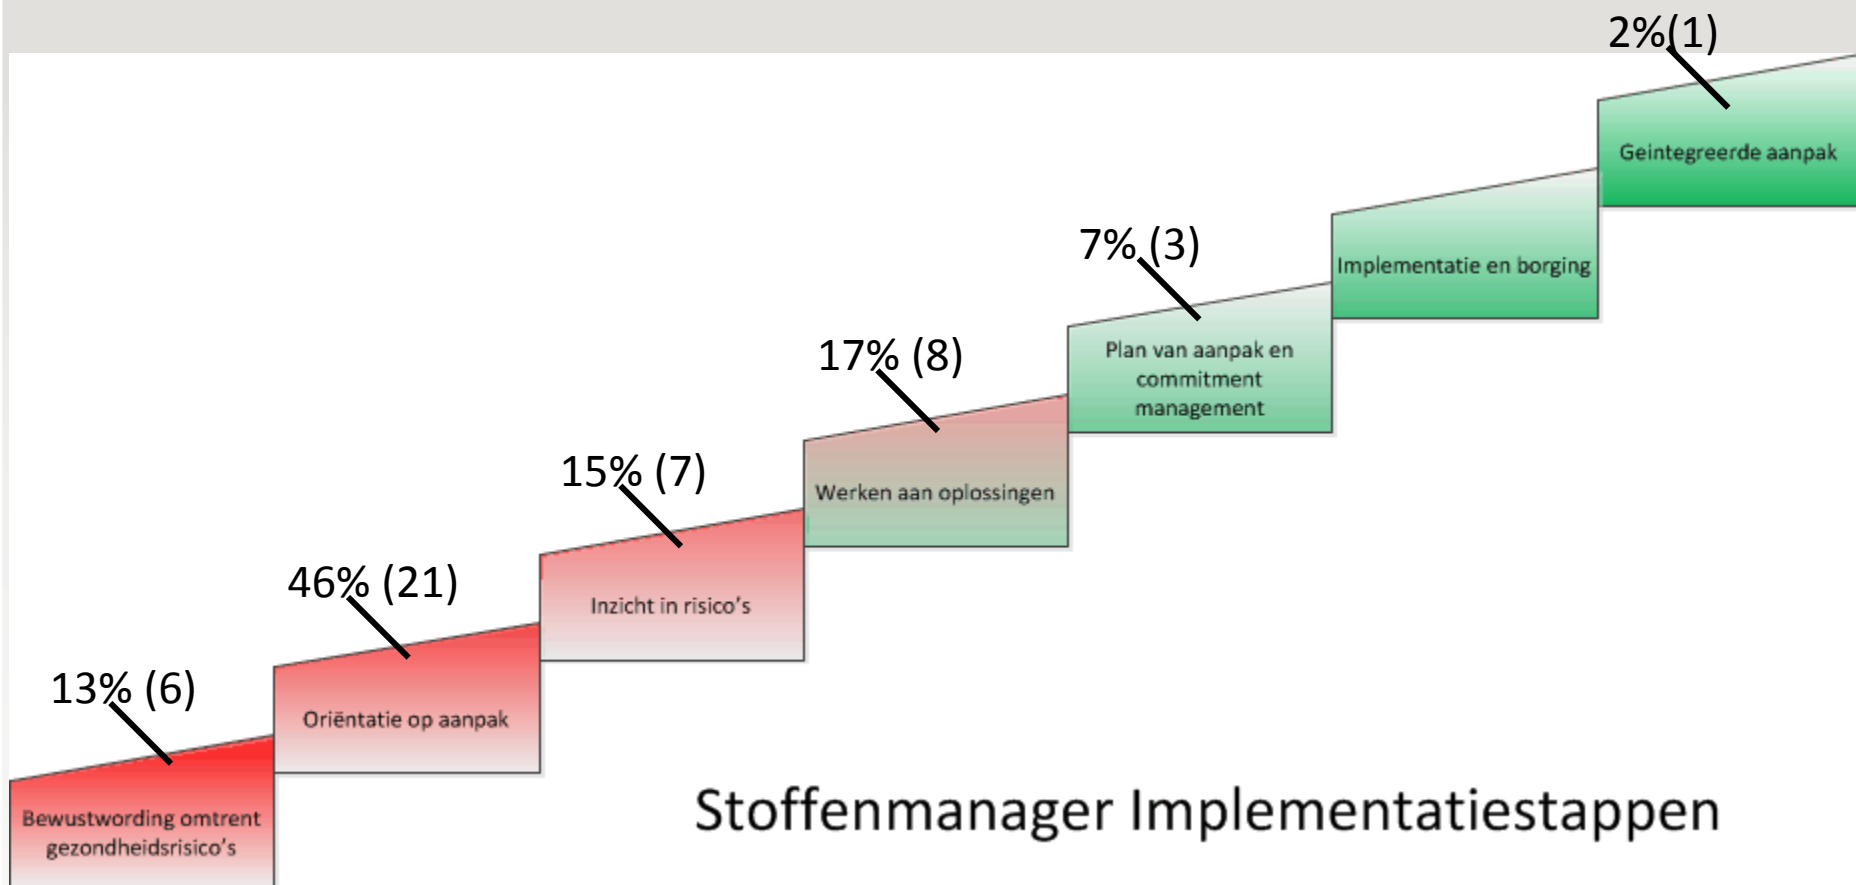 2%(1)
Geintegreerde aanpak
Implementatie en borging
7% (3)
Plan van aanpak en
commitment
management
17% (8)
Werken aan oplossingen
15% (7)
Inzicht in risico's
46% (21)
Oriëntatie op aanpak
13% (6)
Bewustwording omtrent
gezondheidsrisico's
Stoffenmanager Implementatiestappen